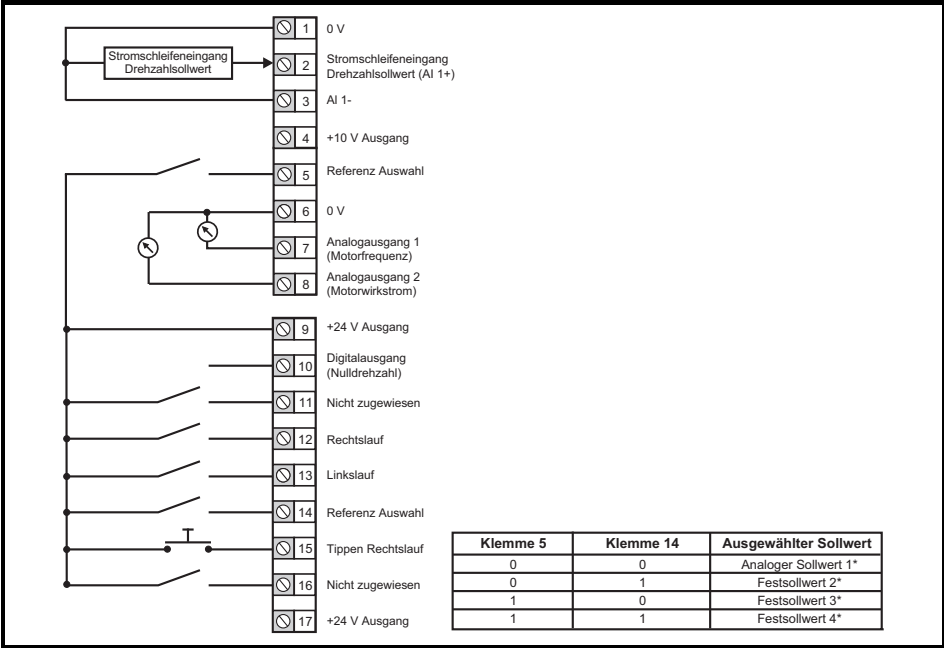 1 0 V
Stromschleifeneingang
Drehzahlsollwert
2 Stromschleifeneingang
Drehzahlsollwert (AI 1+)
3 AI 1-
4 +10 V Ausgang
5 Referenz Auswahl
6 0 V
7 Analogausgang 1
(Motorfrequenz)
8 Analogausgang 2
(Motorwirkstrom)
9 +24 V Ausgang
10 Digitalausgang
(Nulldrehzahl)
11 Nicht zugewiesen
12 Rechtslauf
13 Linkslauf
14 Referenz Auswahl
15 Tippen Rechtslauf
16 Nicht zugewiesen
17 +24 V Ausgang
Klemme 5 Klemme 14 Ausgewählter Sollwert
0 0 Analoger Sollwert 1*
0 1 Festsollwert 2*
1 0 Festsollwert 3*
1 1 Festsollwert 4*